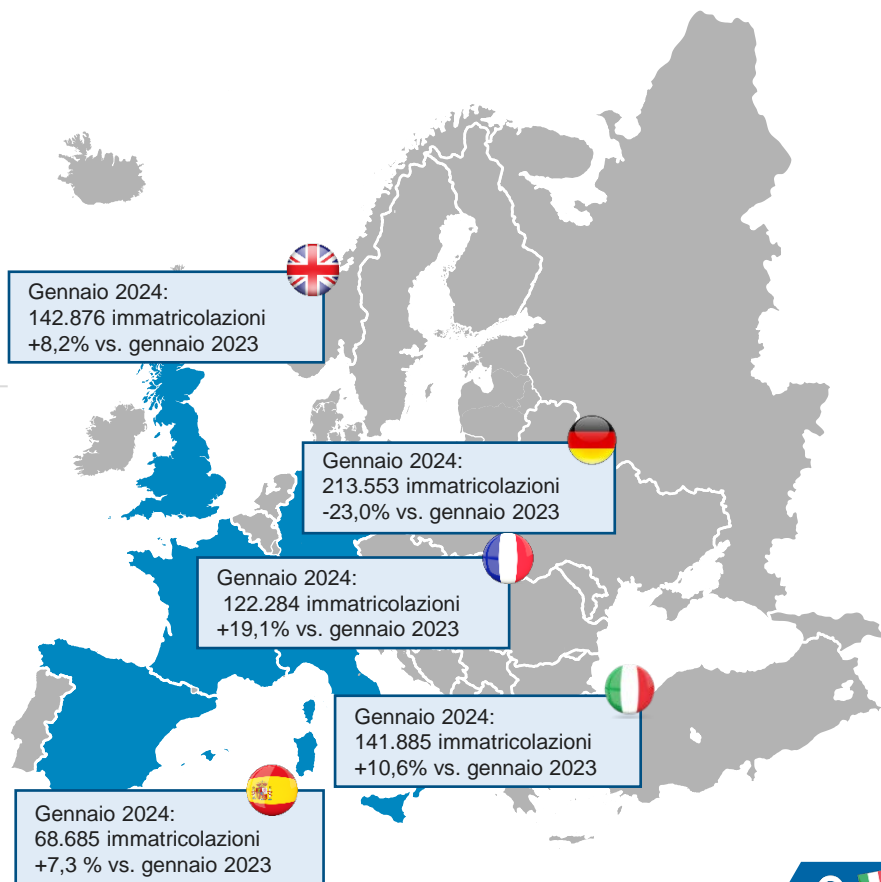 Gennaio 2024:
142.876 immatricolazioni
+8,2% vs. gennaio 2023
Gennaio 2024:
213.553 immatricolazioni
-23,0% vs. gennaio 2023
Gennaio 2024:
122.284 immatricolazioni
+19,1% vs. gennaio 2023
Gennaio 2024:
141.885 immatricolazioni
+10,6% vs. gennaio 2023
Gennaio 2024:
68.685 immatricolazioni
+7,3 % vs. gennaio 2023